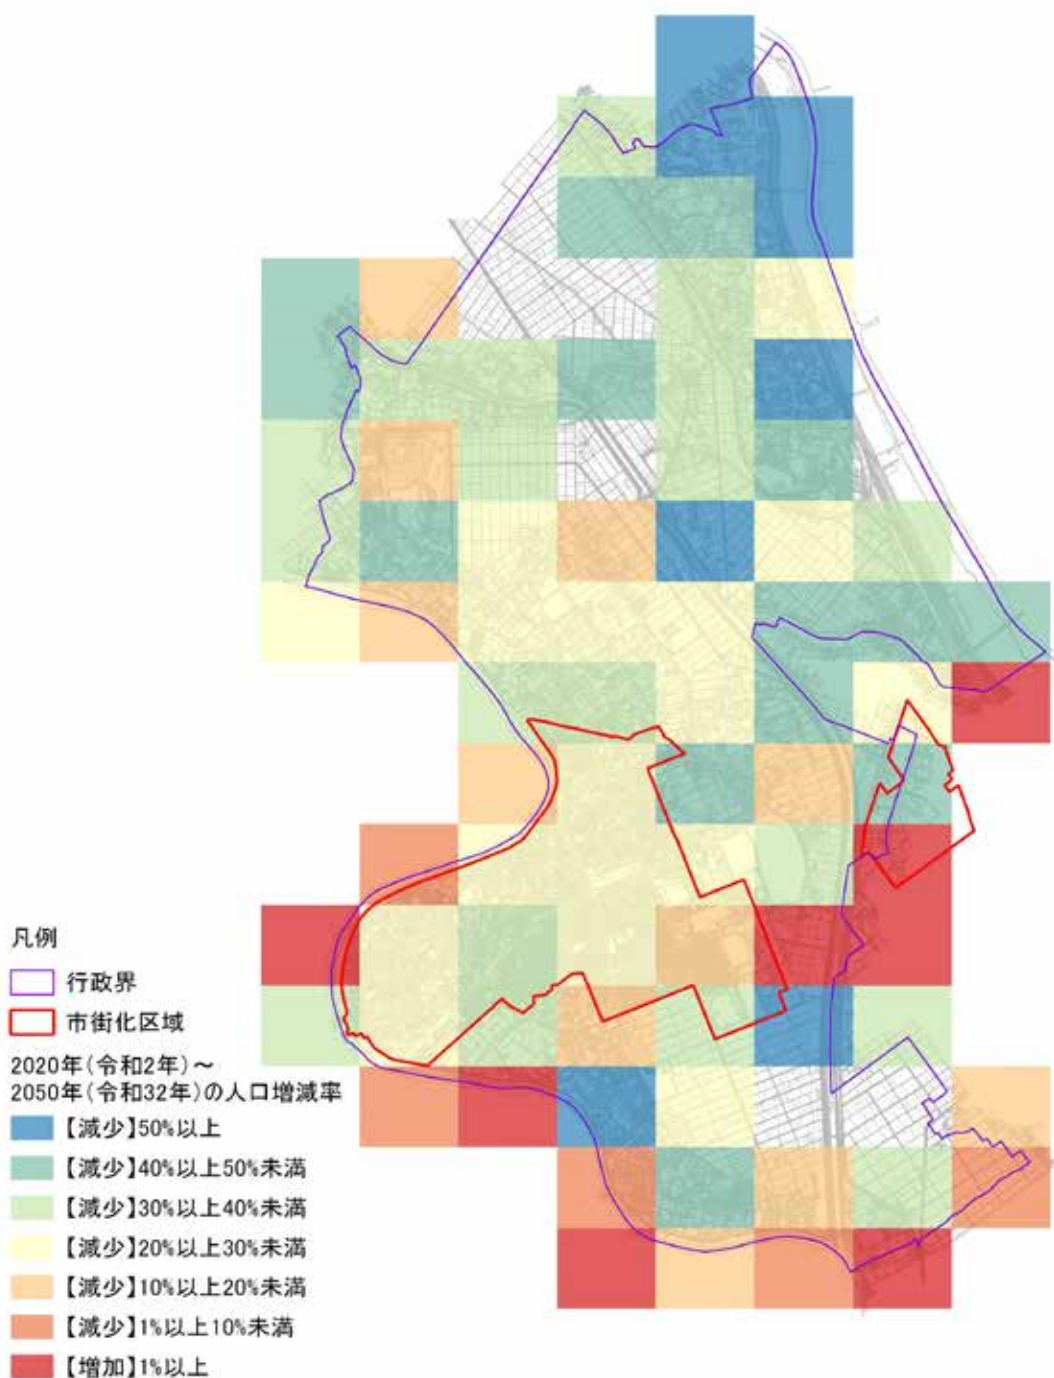 凡例
行政界
市街化区域
2020年(令和2年)～
2050年(令和32年)の人口増減率
【減少】50%以上
【減少】40%以上50%未満
【減少】30%以上40%未満
【減少】20%以上30%未満
【減少】10%以上20%未満
【減少】1%以上10%未満
【増加】1%以上